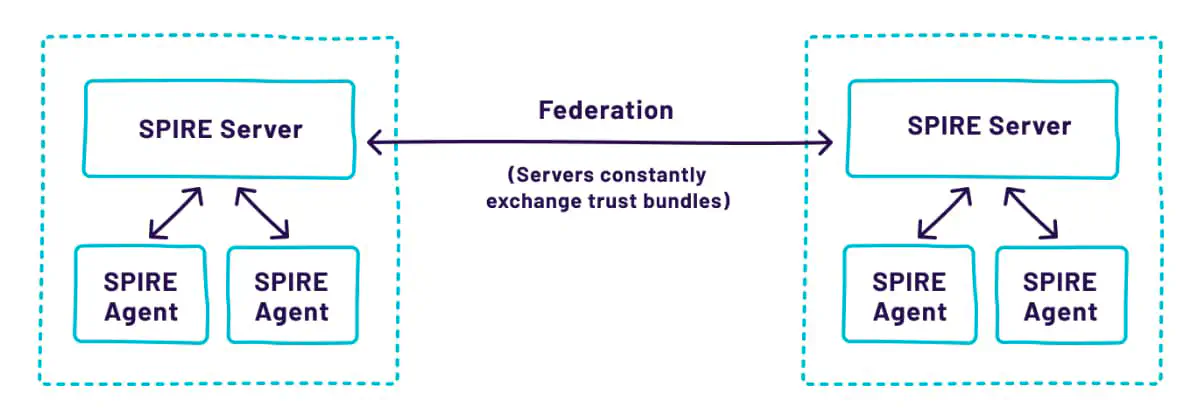 SPIRE Server
SPIRE
Agent
SPIRE
Agent
Federation
(Servers constantly
exchange trust bundles)
SPIRE Server
SPIRE
Agent
SPIRE
Agent